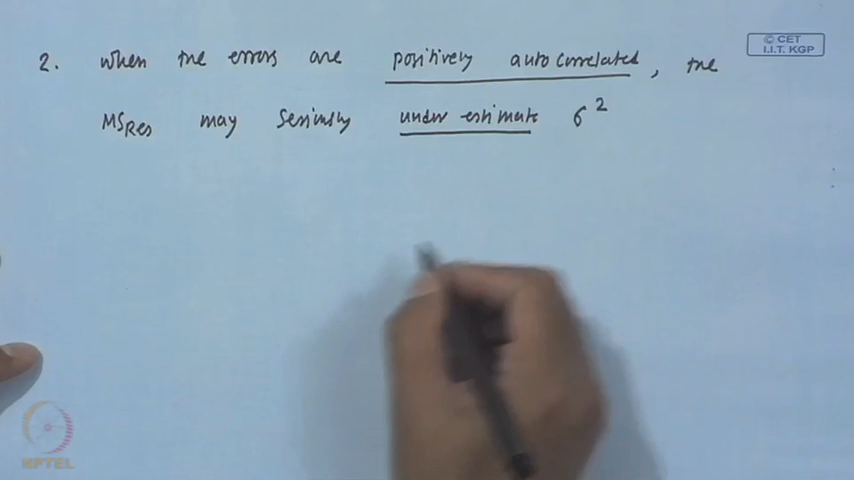 2. When the errors are positively autocorrelated, the
MSRes may seriously under estimate σ²
© CET
I.I.T. KGP
NPTEL